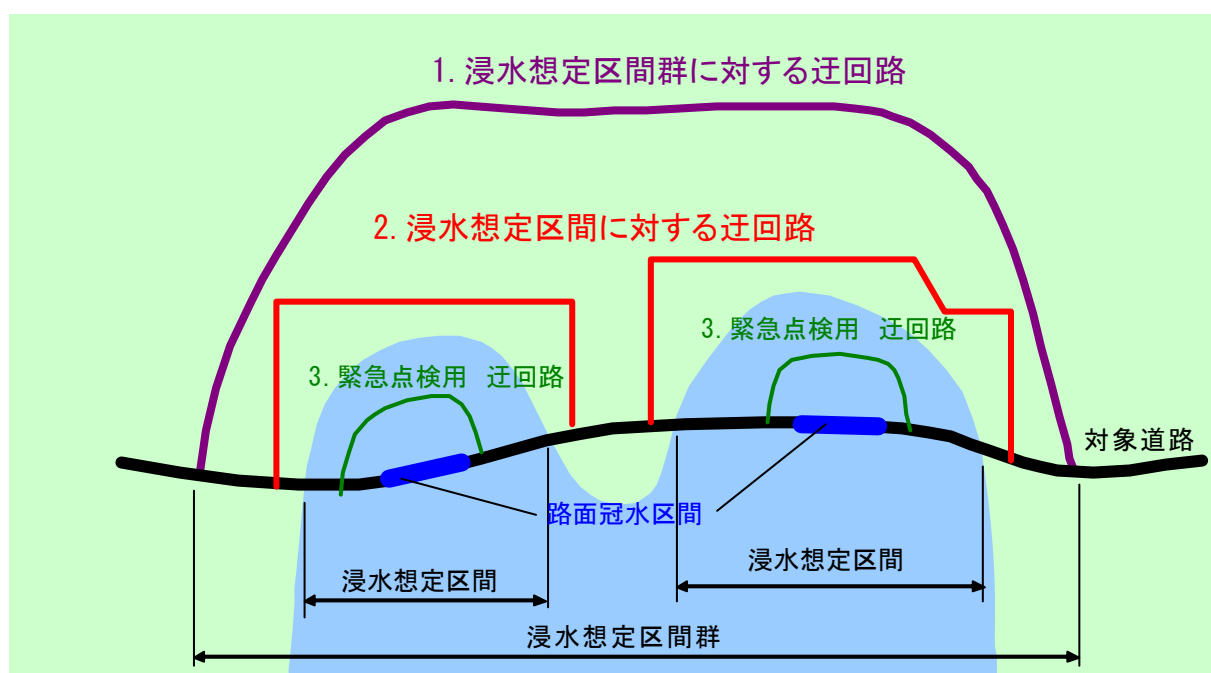 1. 浸水想定区間群に対する迂回路
2. 浸水想定区間に対する迂回路
3. 緊急点検用　迂回路
3. 緊急点検用　迂回路
対象道路
路面冠水区間
浸水想定区間
浸水想定区間
浸水想定区間群